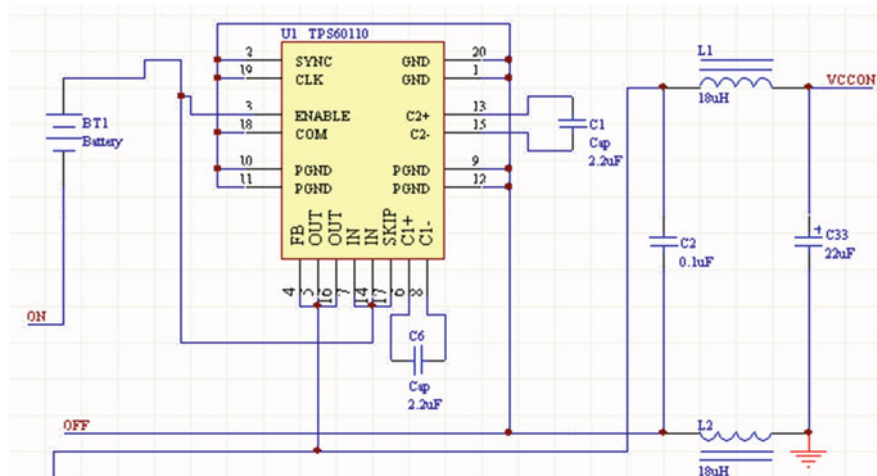 U1 TPS60110
2 SYNC GND 20
19 CLK GND 1
3 ENABLE C2+ 13
18 COM C2- 15
10 PGND PGND 9
11 PGND PGND 12
FB OUT OUT IN IN SKIP C1+ C1-
4 5 16 7 14 17 6 8
BT1
Battery
C1
Cap
2.2uF
L1
18uH
VCCON
C2
0.1uF
C33
22uF
+
ON
C6
Cap
2.2uF
OFF
L2
18uH